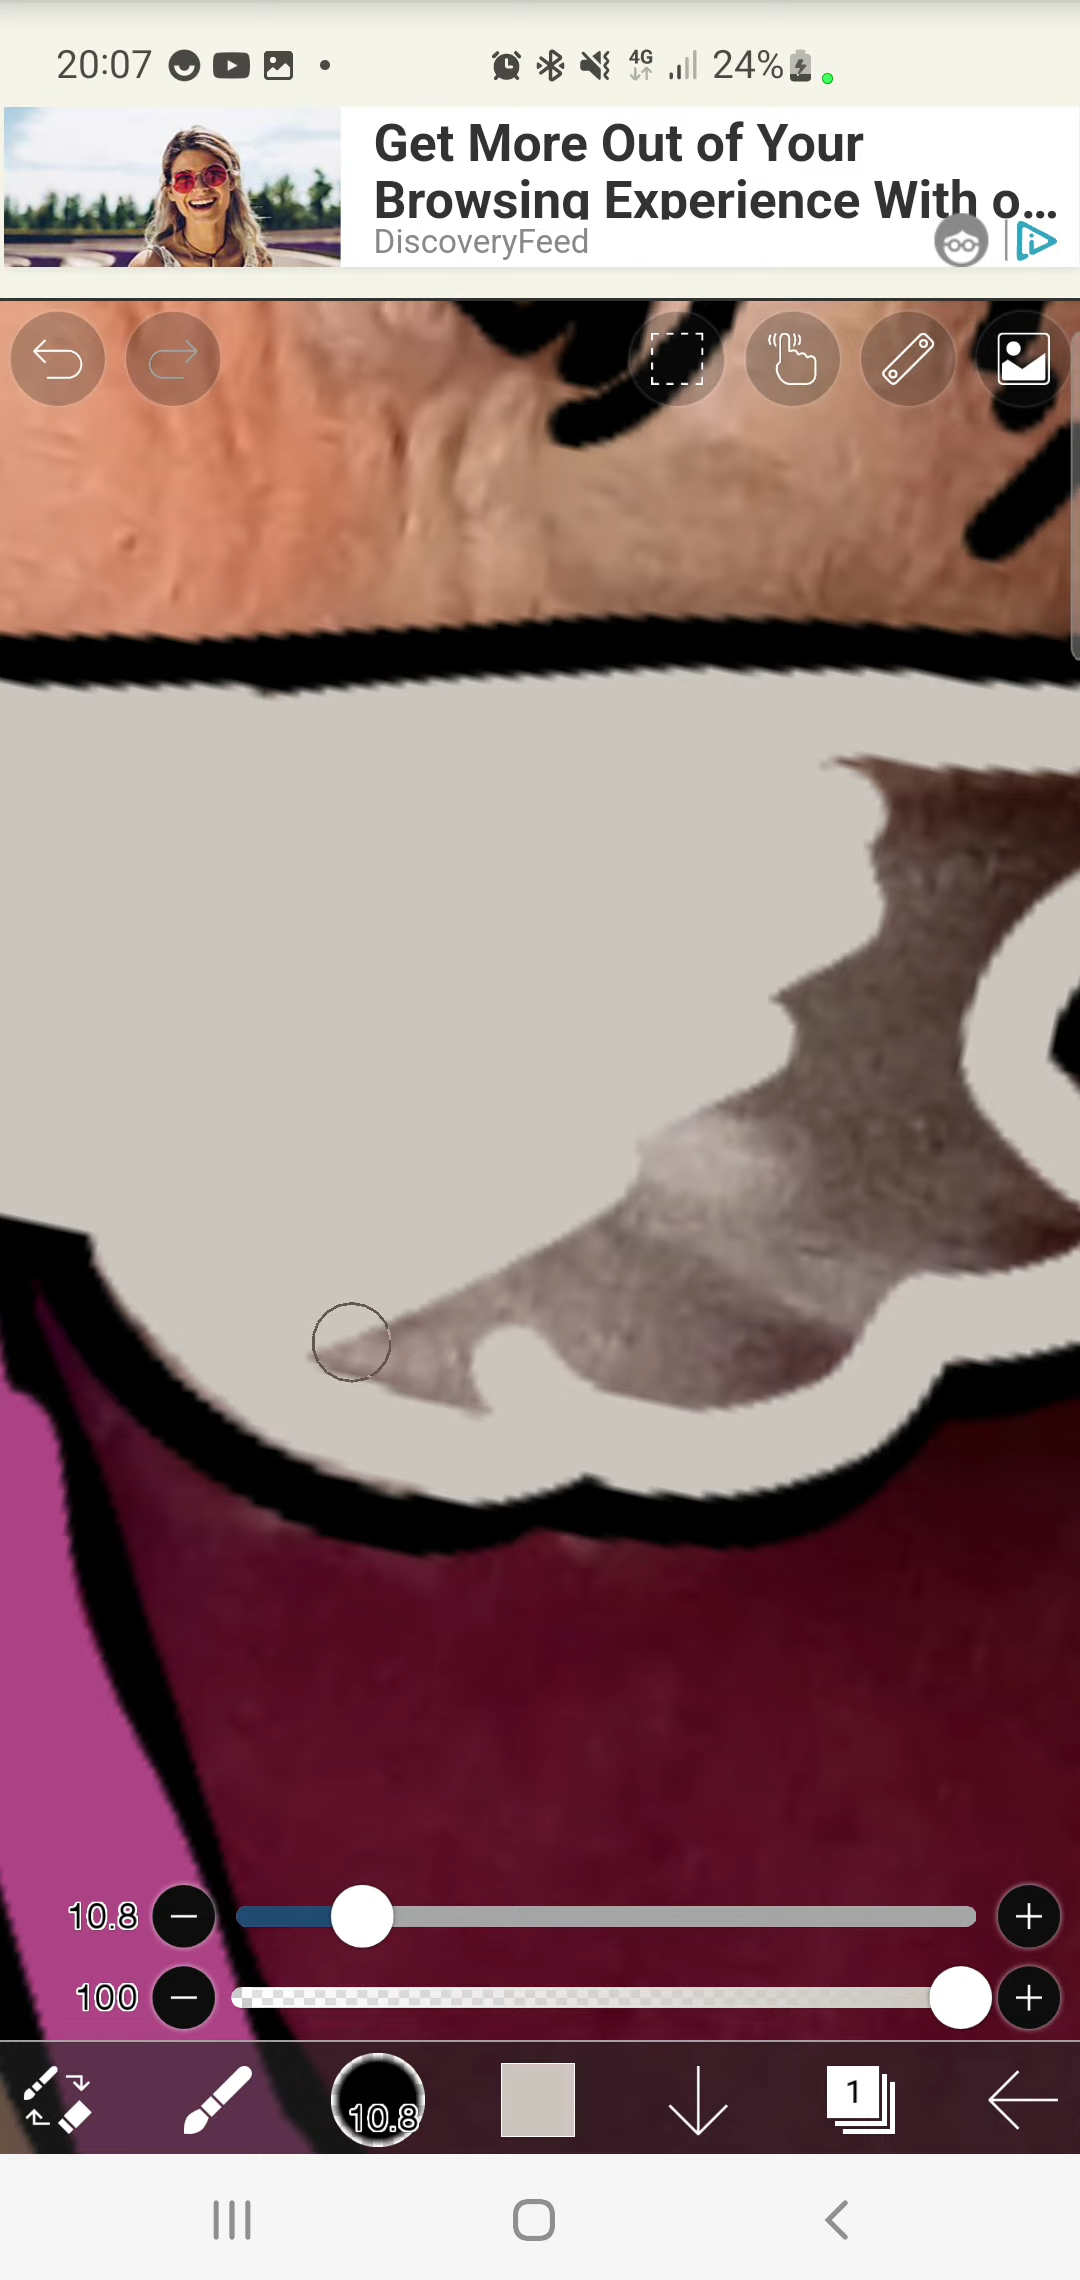 20:07 4G 24%
Get More Out of Your
Browsing Experience With o...
DiscoveryFeed
10.8
100
10.8 1